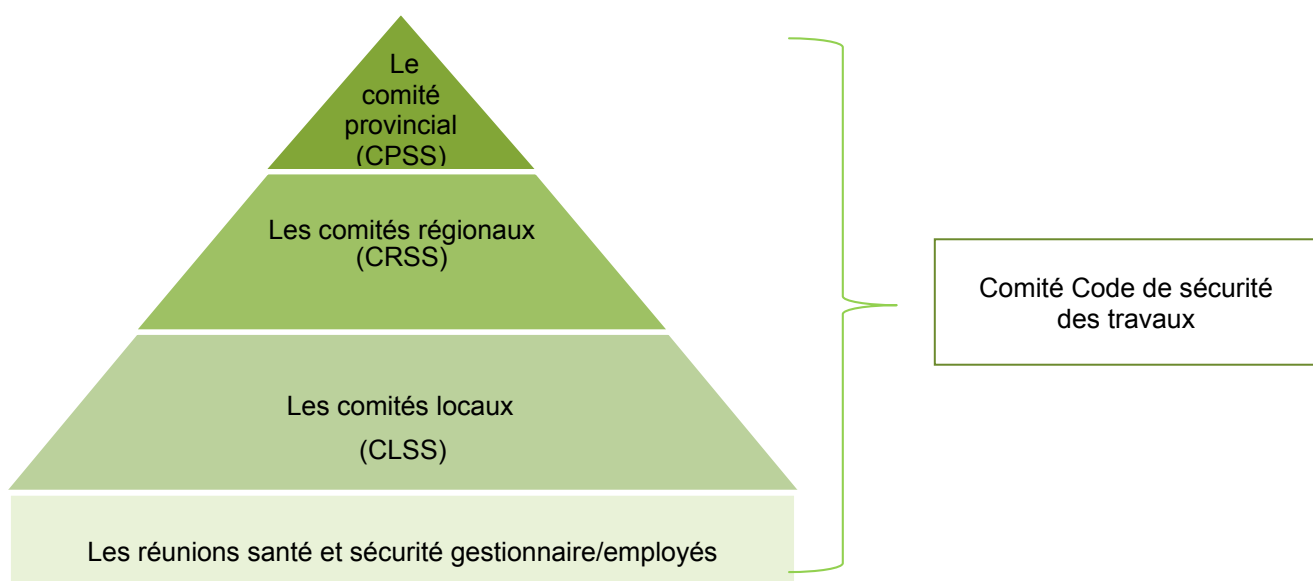 Le
comité
provincial
(CPSS)
Les comités régionaux
(CRSS)
Les comités locaux
(CLSS)
Les réunions santé et sécurité gestionnaire/employés
Comité Code de sécurité
des travaux